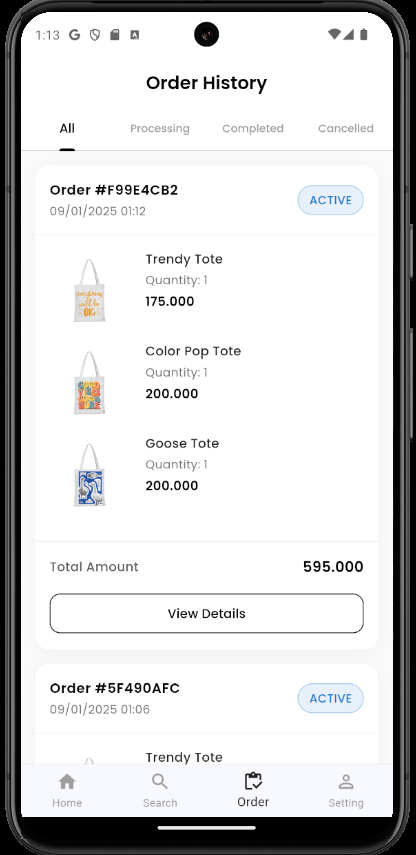 1:13
Order History
All Processing Completed Cancelled
Order #F99E4CB2
09/01/2025 01:12
ACTIVE
Trendy Tote
Quantity: 1
175.000
Color Pop Tote
Quantity: 1
200.000
Goose Tote
Quantity: 1
200.000
Total Amount 595.000
View Details
Order #5F490AFC
09/01/2025 01:06
ACTIVE
Trendy Tote
Home Search Order Setting